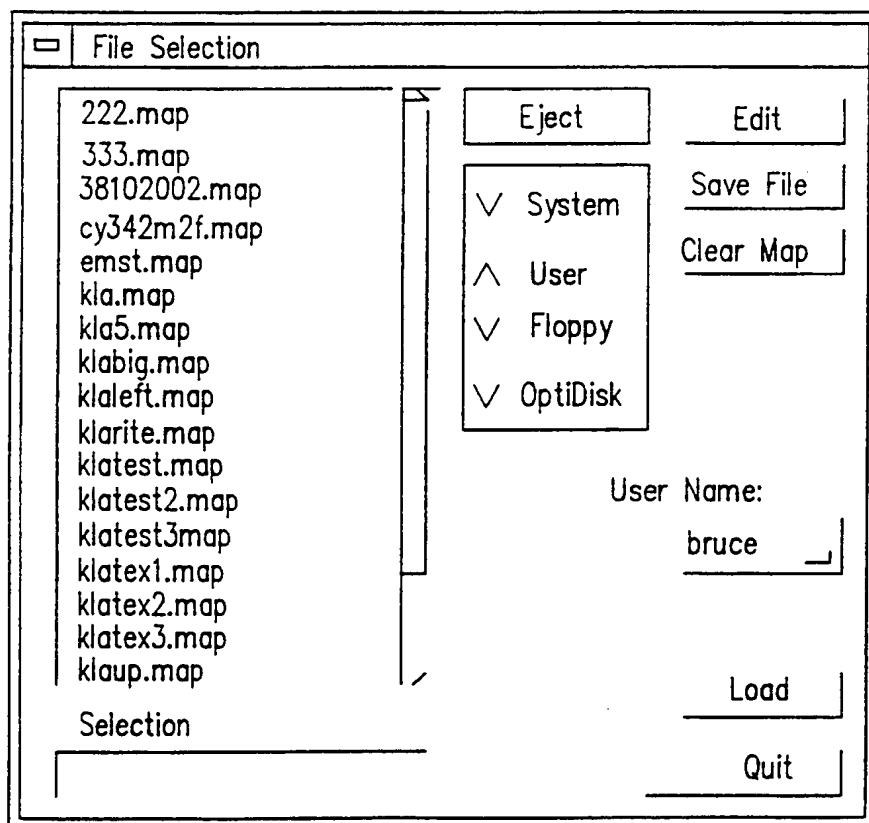 File Selection
222.map
333.map
38102002.map
cy342m2f.map
emst.map
kla.map
kla5.map
klabig.map
klaleft.map
klarite.map
klatest.map
klatest2.map
klatest3map
klatex1.map
klatex2.map
klatex3.map
klaup.map
Selection
Eject
System
User
Floppy
OptiDisk
Edit
Save File
Clear Map
User Name:
bruce
Load
Quit